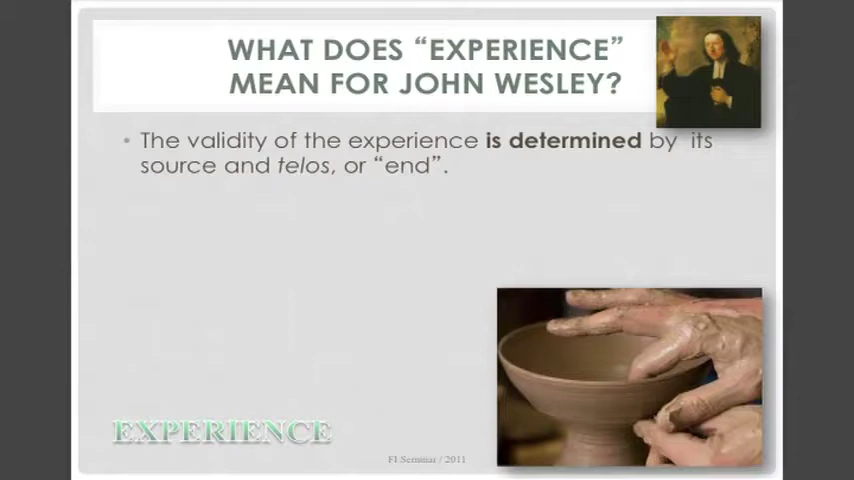 WHAT DOES “EXPERIENCE”
MEAN FOR JOHN WESLEY?
• The validity of the experience is determined by its
source and telos, or “end”.
EXPERIENCE
FI Seminar / 2011